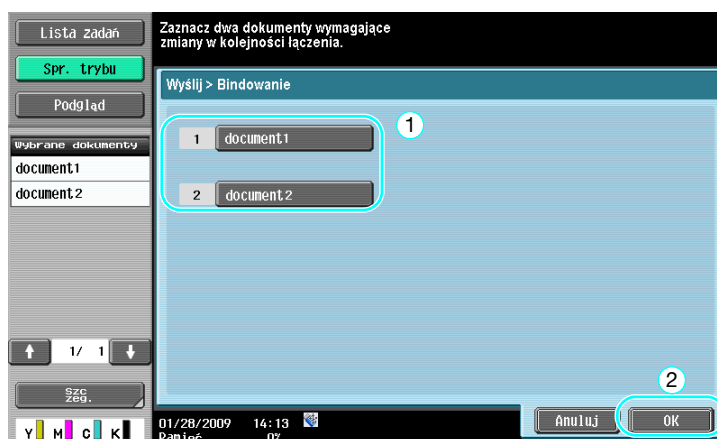 Lista zadań
Spr. trybu
Podgląd
Wybrane dokumenty
document1
document2
1/ 1
Szc
zeg.
Y M C K
Zaznacz dwa dokumenty wymagające
zmiany w kolejności łączenia.
Wyślij > Bindowanie
1 document1
1
2 document2
2
Anuluj OK
01/28/2009 14:13
Pamięć 0%